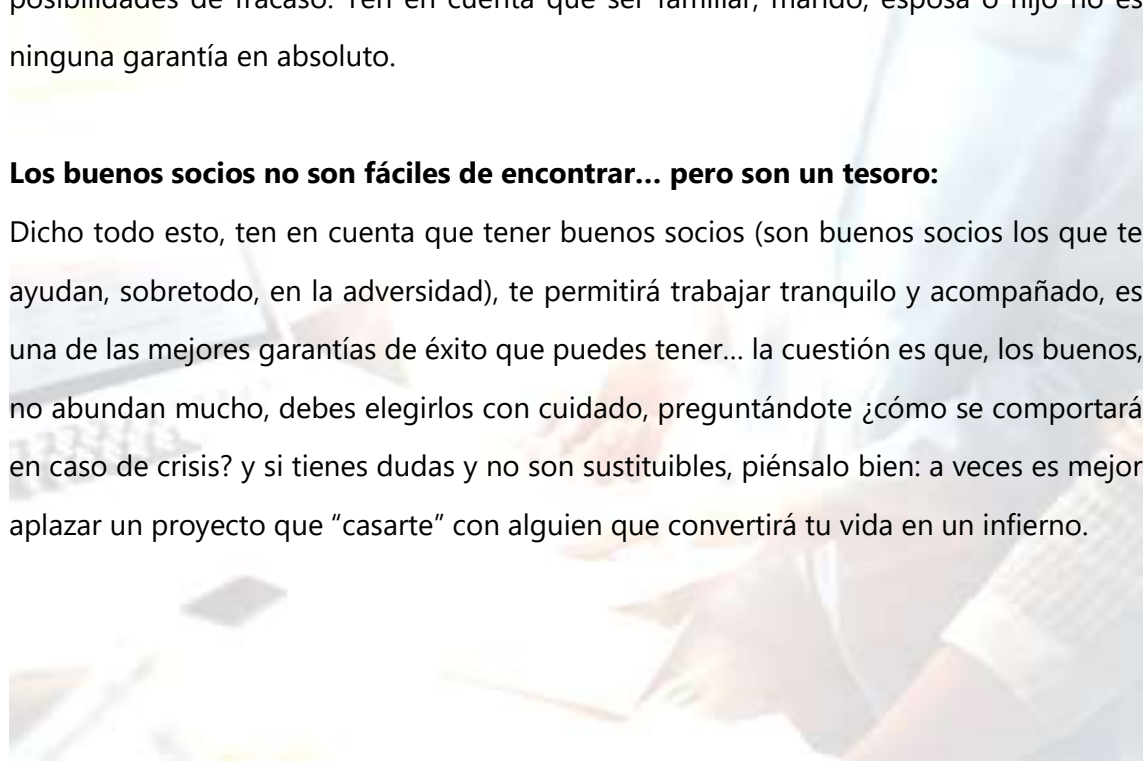 posibilidades de fracaso. Ten en cuenta que ser familiar, marido, esposa o hijo no es
ninguna garantía en absoluto.
Los buenos socios no son fáciles de encontrar… pero son un tesoro:
Dicho todo esto, ten en cuenta que tener buenos socios (son buenos socios los que te
ayudan, sobretodo, en la adversidad), te permitirá trabajar tranquilo y acompañado, es
una de las mejores garantías de éxito que puedes tener… la cuestión es que, los buenos,
no abundan mucho, debes elegirlos con cuidado, preguntándote ¿cómo se comportará
en caso de crisis? y si tienes dudas y no son sustituibles, piénsalo bien: a veces es mejor
aplazar un proyecto que “casarte” con alguien que convertirá tu vida en un infierno.